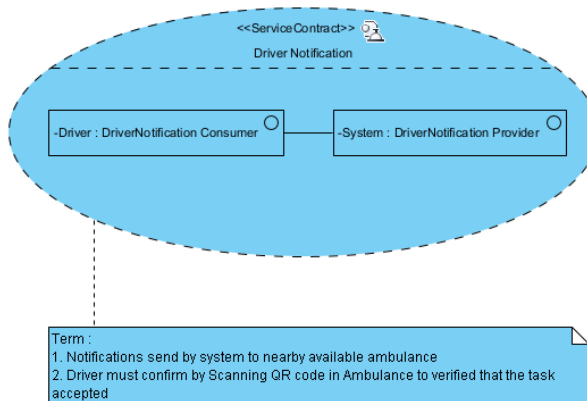 <<ServiceContract>>
Driver Notification
-Driver : DriverNotification Consumer
-System : DriverNotification Provider
Term :
1. Notifications send by system to nearby available ambulance
2. Driver must confirm by Scanning QR code in Ambulance to verified that the task
accepted